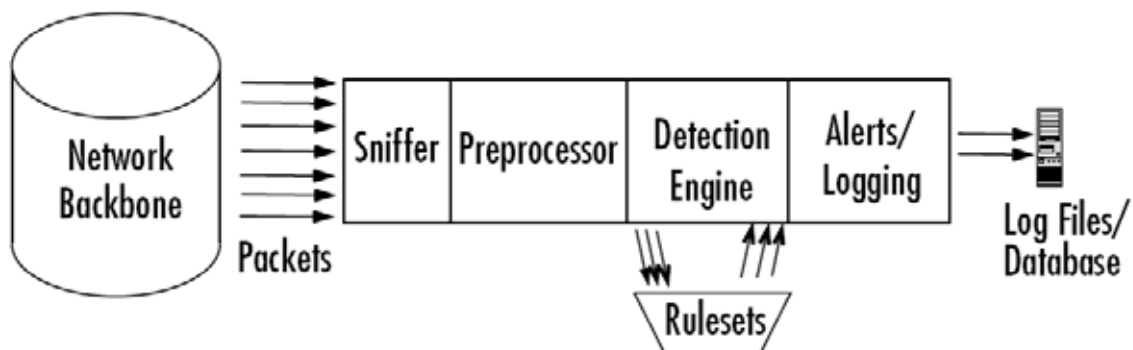 Network
Backbone
Packets
Sniffer
Preprocessor
Detection
Engine
Alerts/
Logging
Rulesets
Log Files/
Database